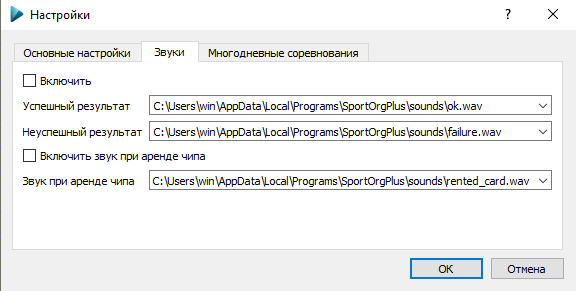 Настройки
?
Основные настройки Звуки Многодневные соревнования
Включить
Успешный результат C:\Users\win\AppData\Local\Programs\SportOrgPlus\sounds\ok.wav
Неуспешный результат C:\Users\win\AppData\Local\Programs\SportOrgPlus\sounds\failure.wav
Включить звук при аренде чипа
Звук при аренде чипа C:\Users\win\AppData\Local\Programs\SportOrgPlus\sounds\rented_card.wav
OK Отмена